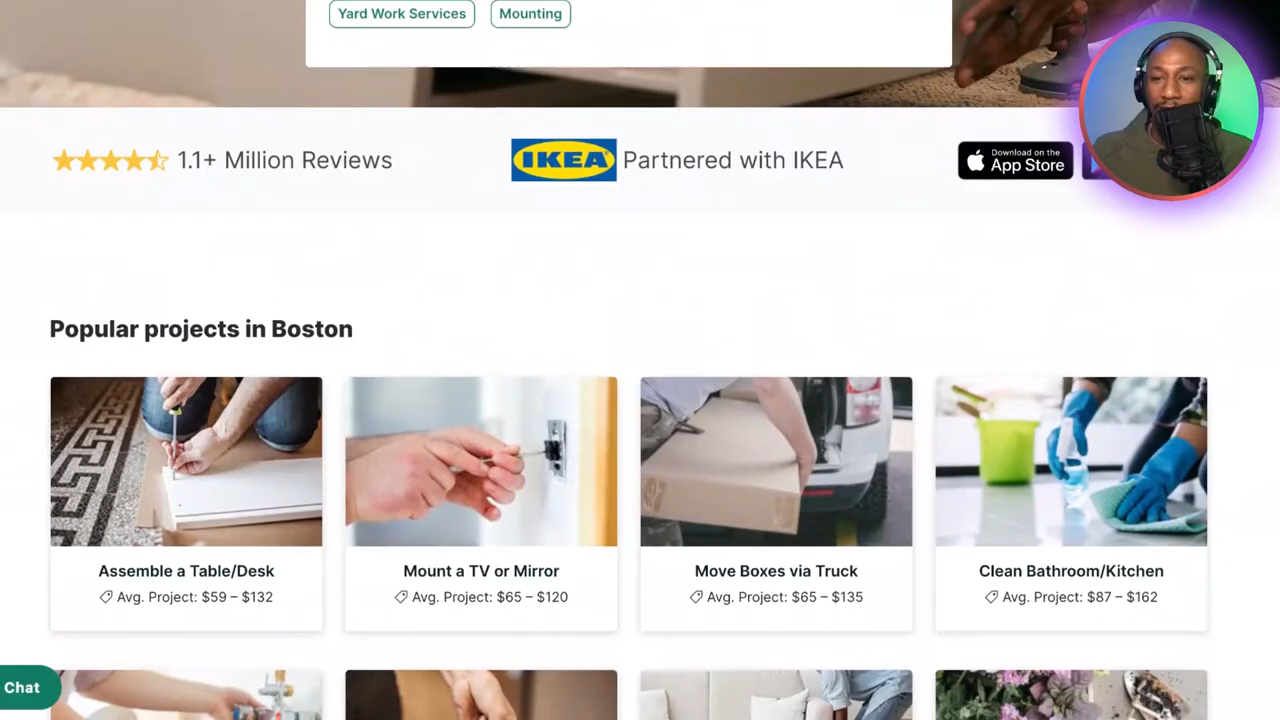 Yard Work Services
Mounting
1.1+ Million Reviews
IKEA
Partnered with IKEA
Download on the
App Store
Popular projects in Boston
Assemble a Table/Desk
Mount a TV or Mirror
Move Boxes via Truck
Clean Bathroom/Kitchen
Avg. Project: $59 – $132
Avg. Project: $65 – $120
Avg. Project: $65 – $135
Avg. Project: $87 – $162
Chat